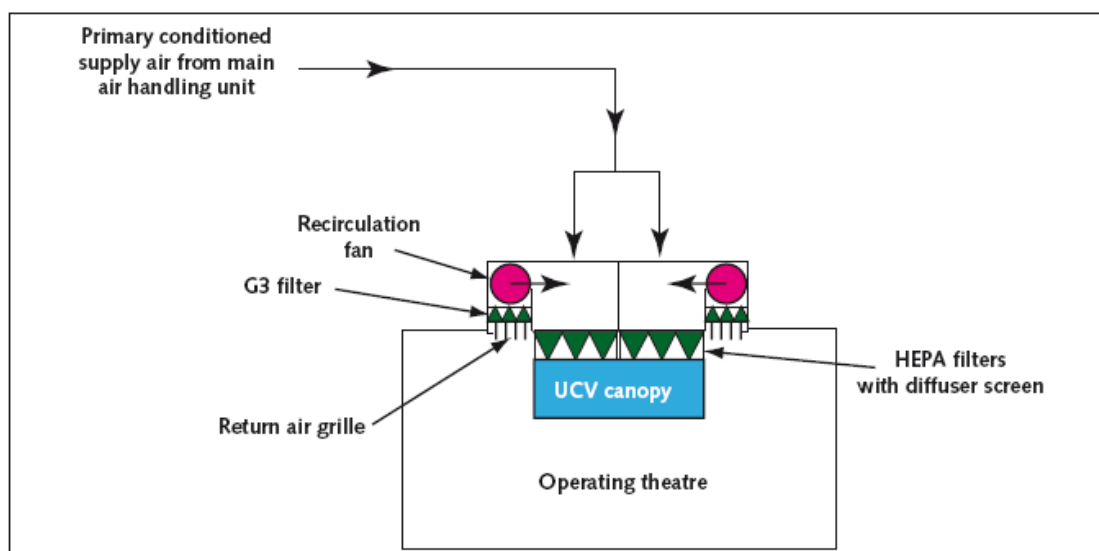 Primary conditioned
supply air from main
air handling unit
Recirculation
fan
G3 filter
HEPA filters
with diffuser screen
UCV canopy
Return air grille
Operating theatre